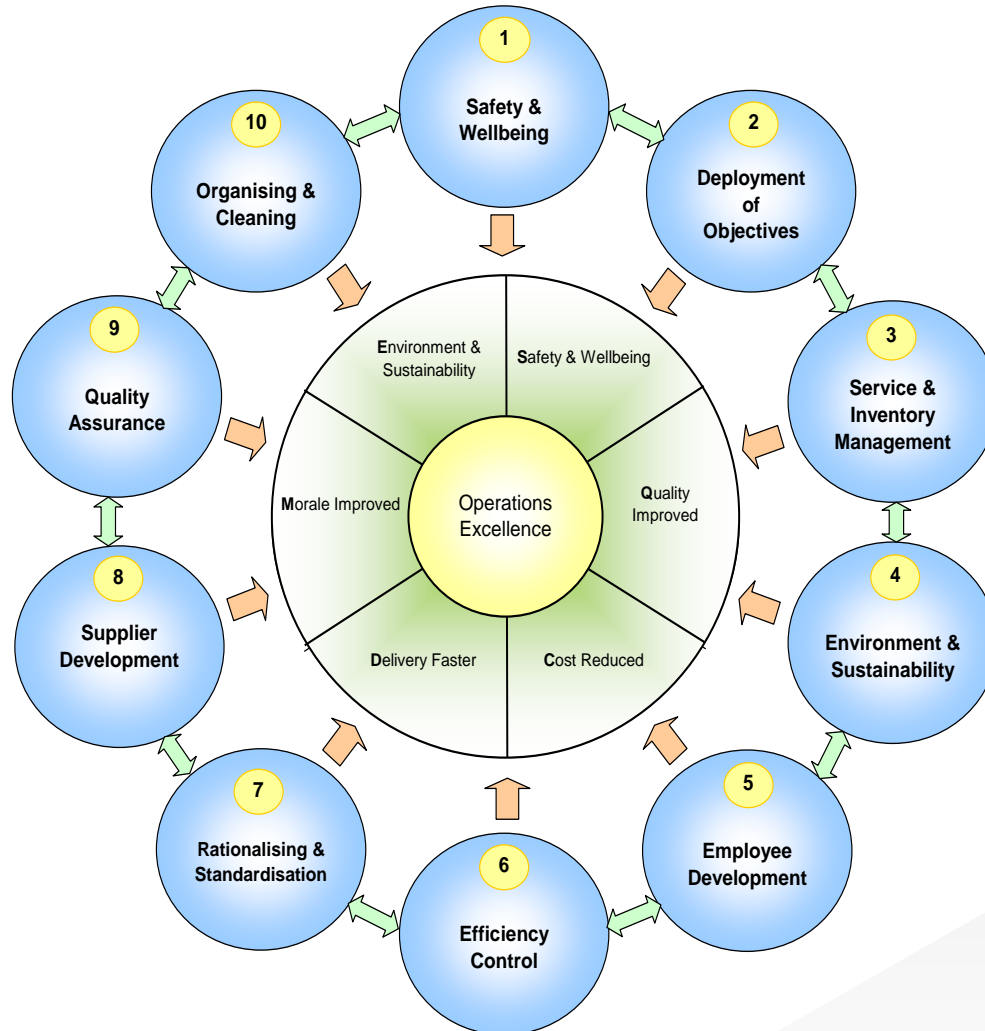 1
Safety &
Wellbeing
2
Deployment
of
Objectives
3
Service &
Inventory
Management
4
Environment &
Sustainability
5
Employee
Development
6
Efficiency
Control
7
Rationalising &
Standardisation
8
Supplier
Development
9
Quality
Assurance
10
Organising &
Cleaning
Environment &
Sustainability
Safety & Wellbeing
Morale Improved
Operations
Excellence
Quality
Improved
Delivery Faster
Cost Reduced